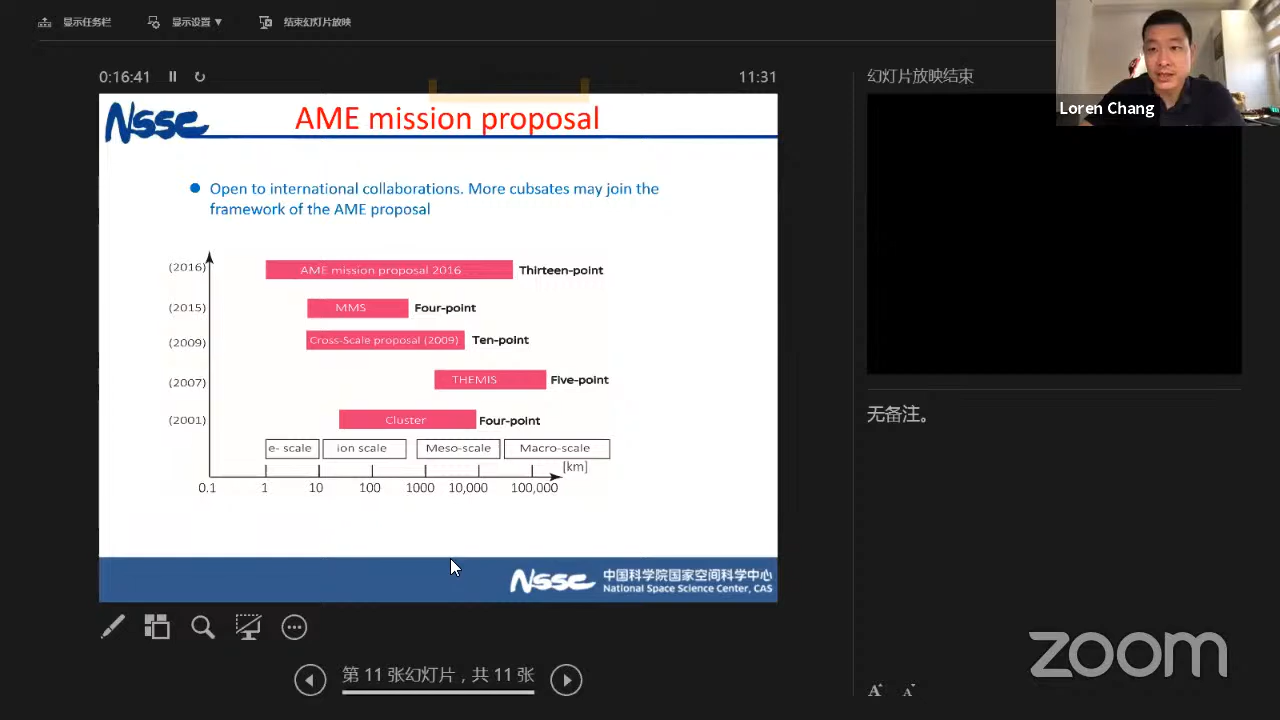 显示任务栏 显示设置 ▼ 结束幻灯片放映
0:16:41 11:31
幻灯片放映结束
Loren Chang
NSSC AME mission proposal
Open to international collaborations. More cubsates may join the
framework of the AME proposal
(2016) AME mission proposal 2016 Thirteen-point
(2015) MMS Four-point
(2009) Cross-Scale proposal (2009) Ten-point
(2007) THEMIS Five-point
(2001) Cluster Four-point
e- scale ion scale Meso-scale Macro-scale
[km]
0.1 1 10 100 1000 10,000 100,000
无备注。
NSSC 中国科学院国家空间科学中心
National Space Science Center, CAS
第 11 张幻灯片，共 11 张
zoom
A A